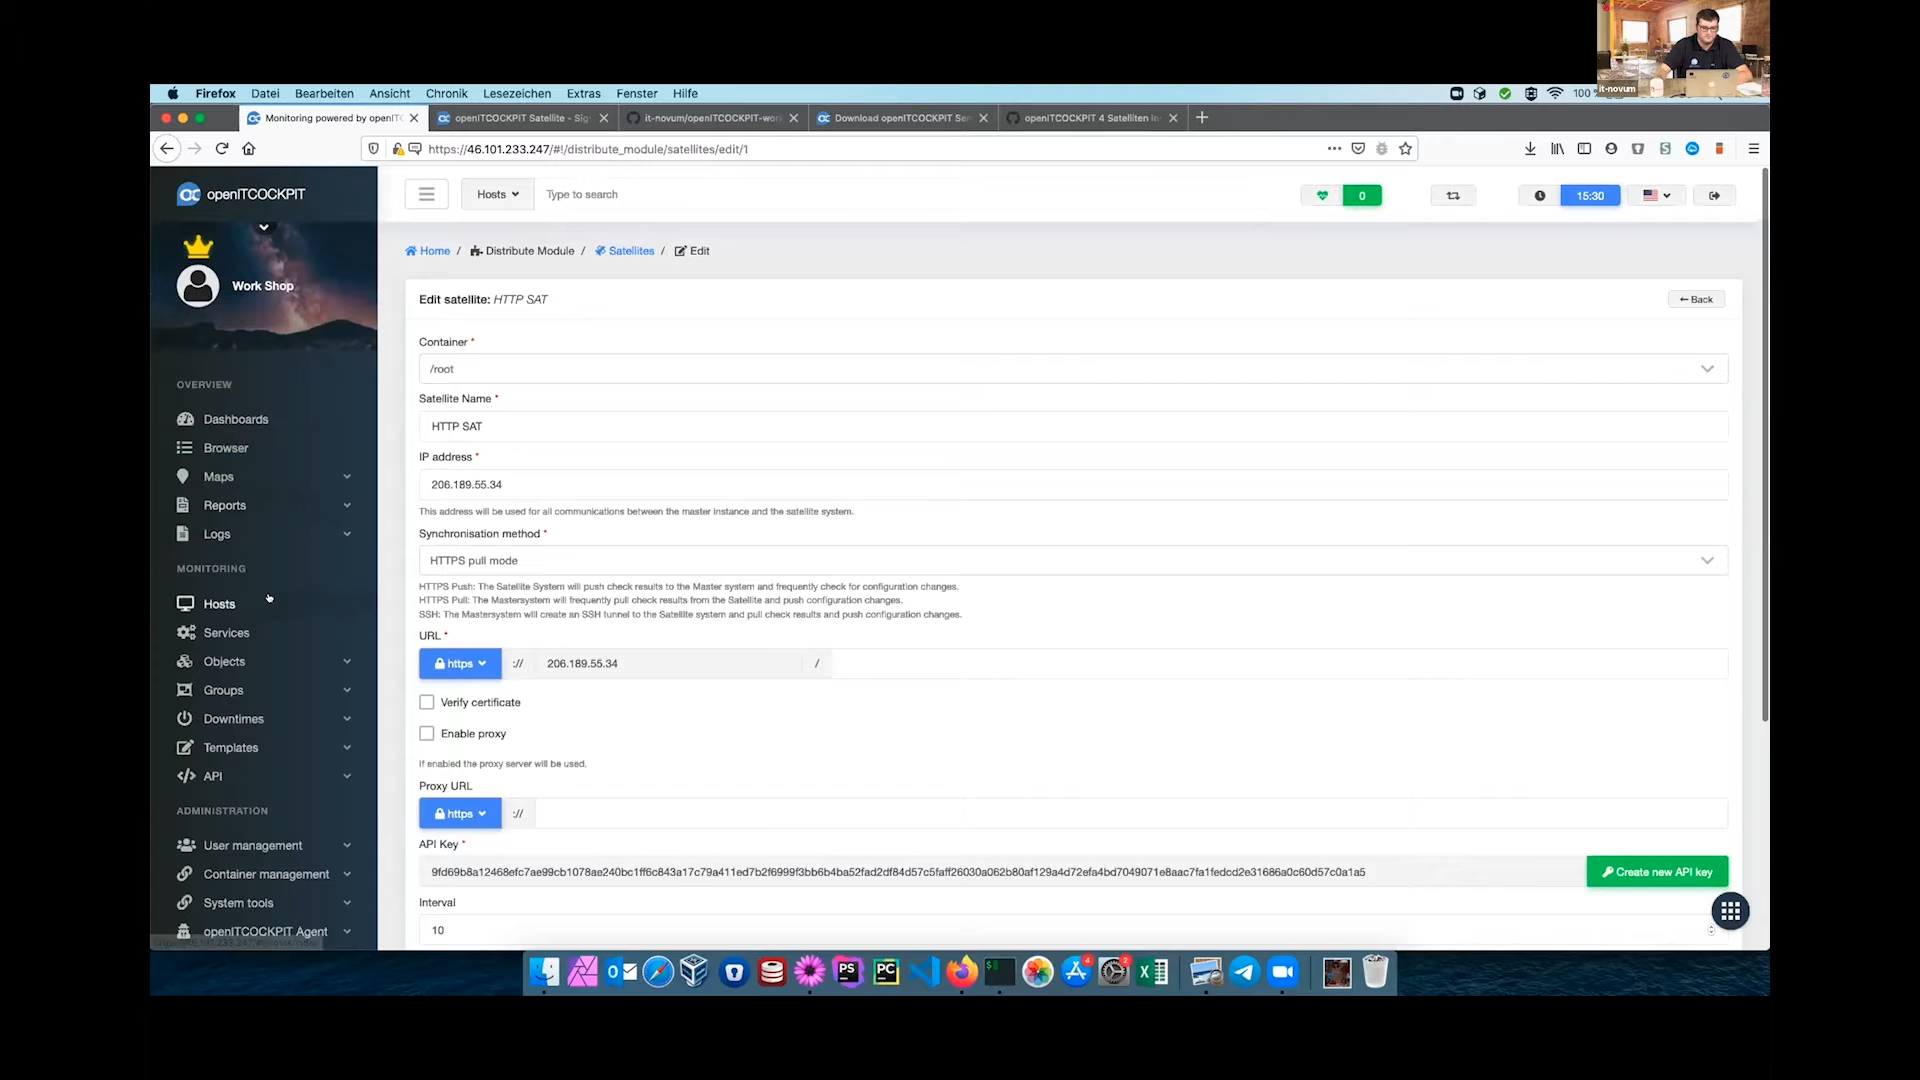 it-novum
Firefox Datei Bearbeiten Ansicht Chronik Lesezeichen Extras Fenster Hilfe
100
Monitoring powered by openITC
openITCOCKPIT Satellite - Sig
it-novum/openITCOCKPIT-wor
Download openITCOCKPIT Ser
openITCOCKPIT 4 Satelliten in
https://46.101.233.247/#!/distribute_module/satellites/edit/1
openITCOCKPIT
Hosts
Type to search
0
15:30
Work Shop
Home / Distribute Module / Satellites / Edit
OVERVIEW
Dashboards
Browser
Maps
Reports
Logs
MONITORING
Hosts
Services
Objects
Groups
Downtimes
Templates
API
ADMINISTRATION
User management
Container management
System tools
openITCOCKPIT Agent
Edit satellite: HTTP SAT
Back
Container *
/root
Satellite Name *
HTTP SAT
IP address *
206.189.55.34
This address will be used for all communications between the master instance and the satellite system.
Synchronisation method *
HTTPS pull mode
HTTPS Push: The Satellite System will push check results to the Master system and frequently check for configuration changes.
HTTPS Pull: The Mastersystem will frequently pull check results from the Satellite and push configuration changes.
SSH: The Mastersystem will create an SSH tunnel to the Satellite system and pull check results and push configuration changes.
URL *
https :// 206.189.55.34 /
Verify certificate
Enable proxy
If enabled the proxy server will be used.
Proxy URL
https ://
API Key *
9fd69b8a12468efc7ae99cb1078ae240bc1ff6c843a17c79a411ed7b2f6999f3bb6b4ba52fad2df84d57c5faff26030a062b80af129a4d72efa4bd7049071e8aac7fa1fedcd2e31686a0c60d57c0a1a5
Create new API key
Interval
10
PS
PC
4
2